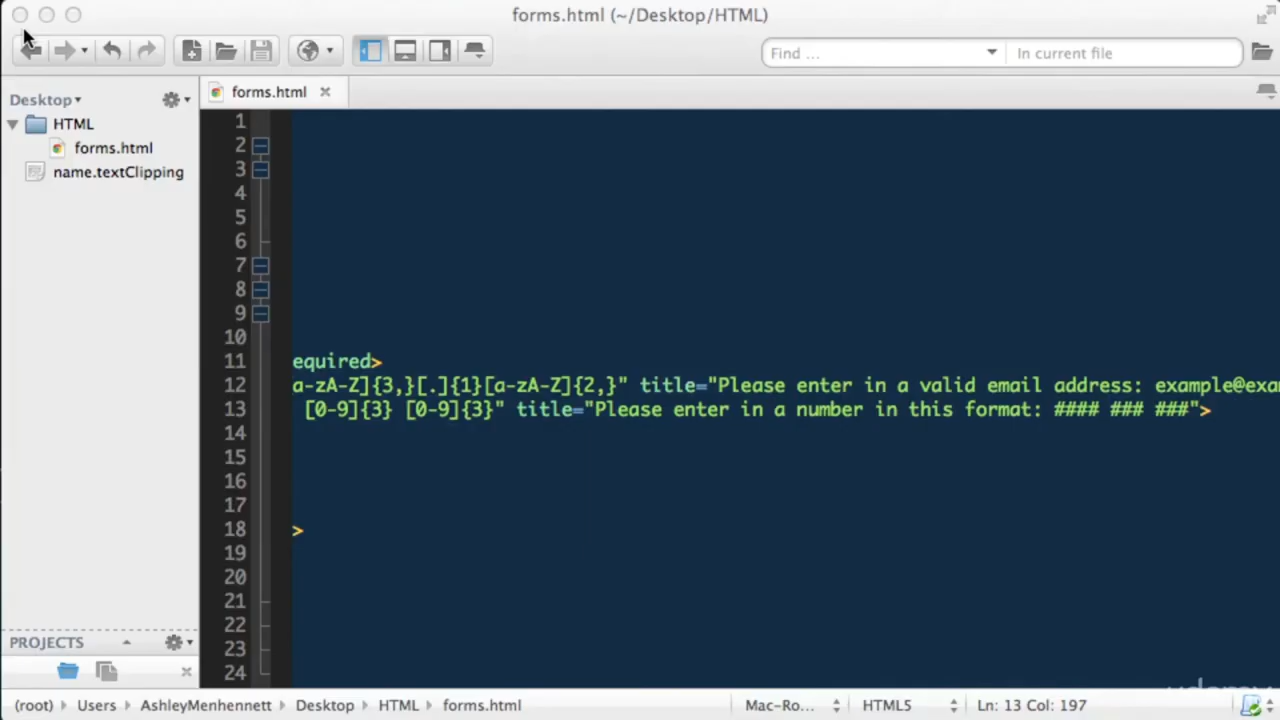 forms.html (~/Desktop/HTML)
Find ...
In current file
Desktop
forms.html
HTML
forms.html
name.textClipping
1
2
3
4
5
6
7
8
9
10
11 equired>
12 a-zA-Z]{3,}[.]{1}[a-zA-Z]{2,}" title="Please enter in a valid email address: example@exam
13 [0-9]{3} [0-9]{3}" title="Please enter in a number in this format: #### ### ###">
14
15
16
17
18 >
19
20
21
22
23
24
PROJECTS
(root) Users AshleyMenhennett Desktop HTML forms.html Mac-Ro... HTML5 Ln: 13 Col: 197
udemy